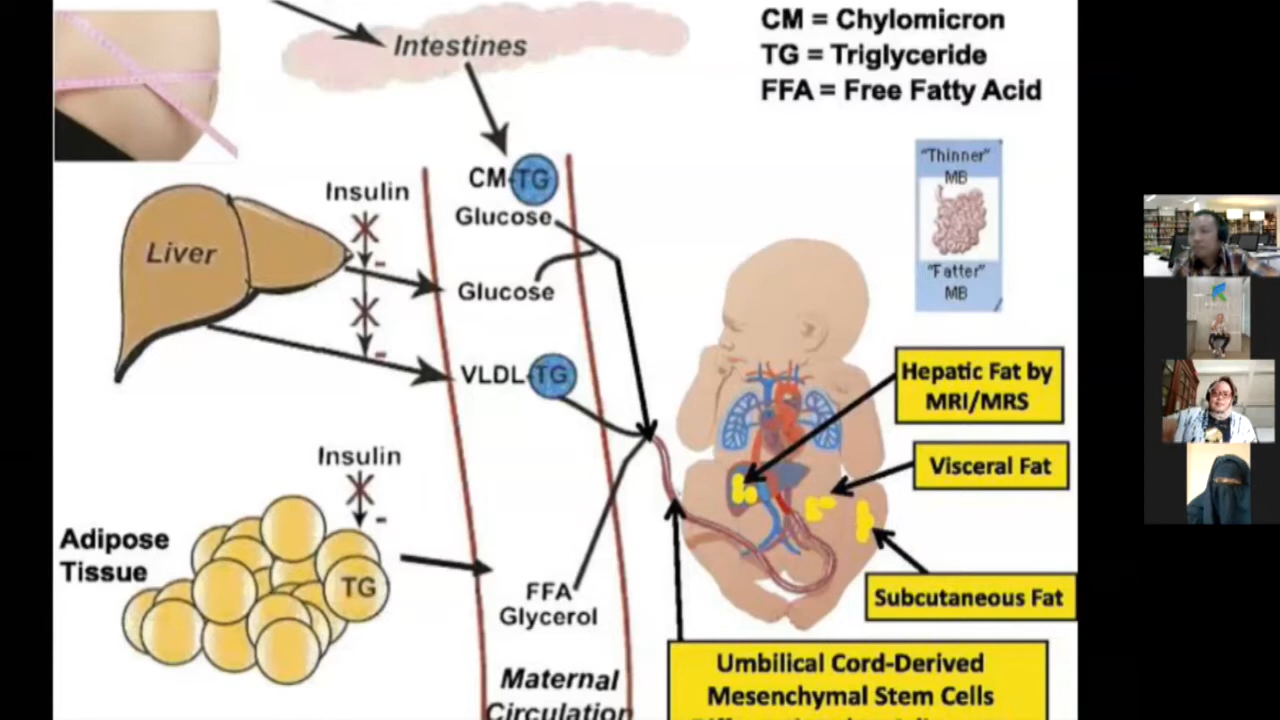 CM = Chylomicron
TG = Triglyceride
FFA = Free Fatty Acid
Intestines
CM-TG
Glucose
Insulin
Liver
-
Glucose
-
VLDL-TG
Insulin
-
Adipose
Tissue
TG
FFA
Glycerol
Maternal
Circulation
"Thinner"
MB
"Fatter"
MB
Hepatic Fat by
MRI/MRS
Visceral Fat
Subcutaneous Fat
Umbilical Cord-Derived
Mesenchymal Stem Cells